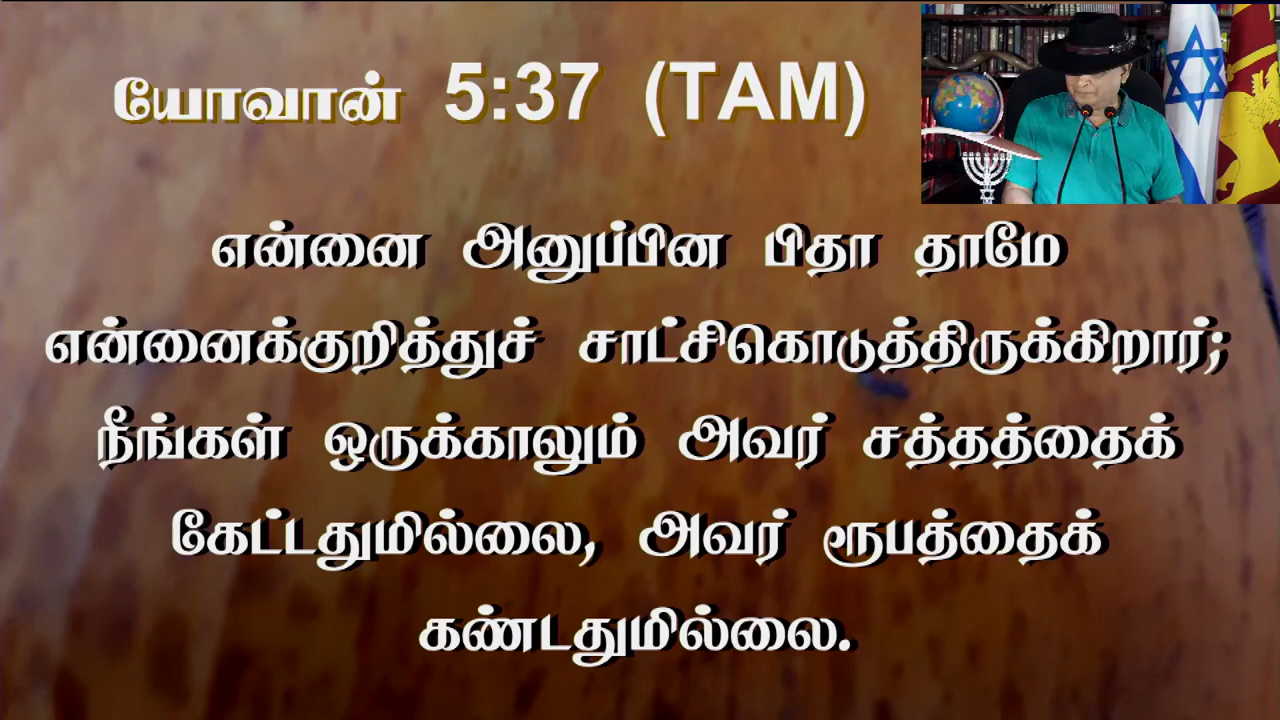 யோவான் 5:37 (TAM)
என்னை அனுப்பின பிதா தாமே
என்னைக்குறித்துச் சாட்சிகொடுத்திருக்கிறார்;
நீங்கள் ஒருக்காலும் அவர் சத்தத்தைக்
கேட்டதுமில்லை, அவர் ரூபத்தைக்
கண்டதுமில்லை.